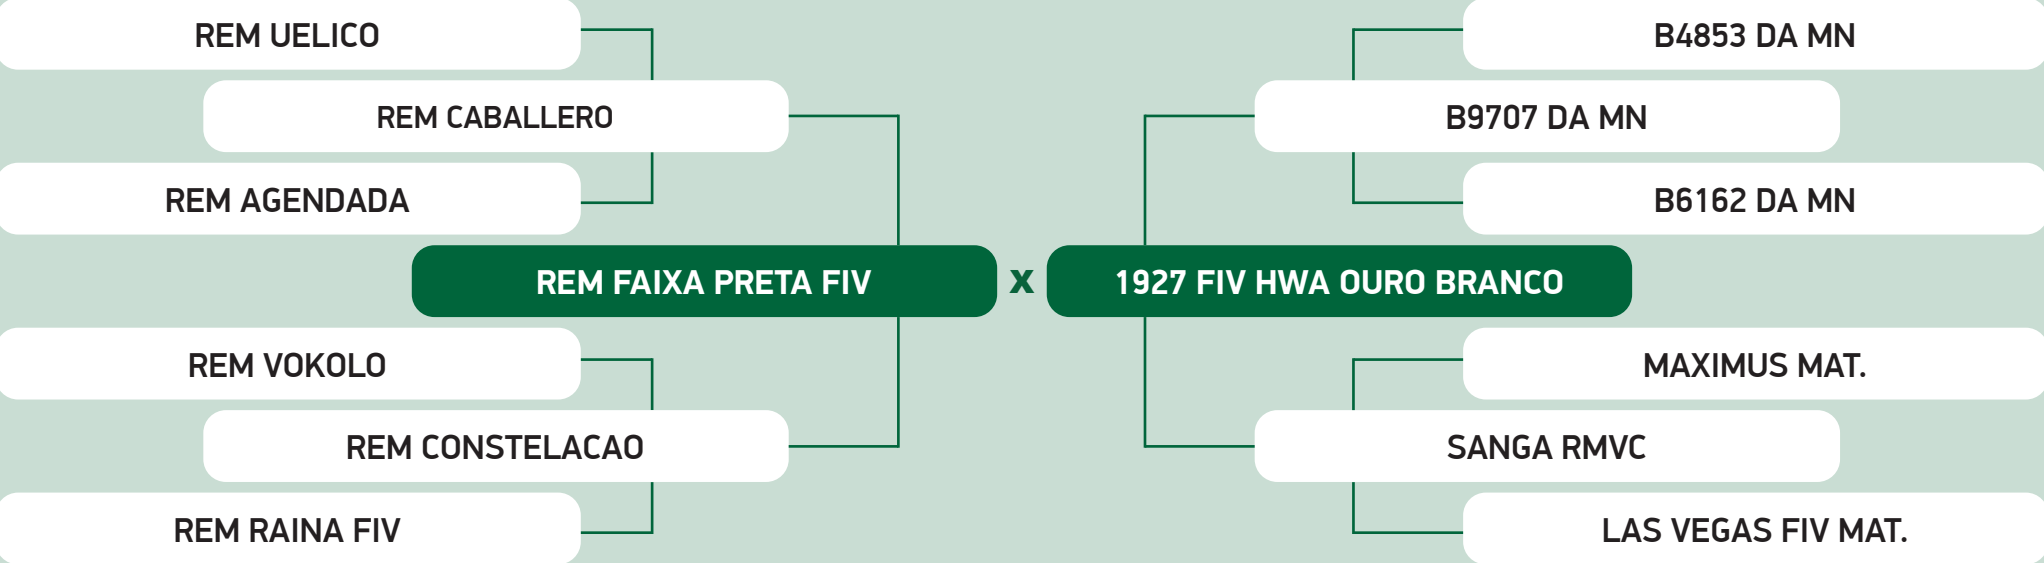 REM UELICO
B4853 DA MN
REM CABALLERO
B9707 DA MN
REM AGENDADA
B6162 DA MN
REM FAIXA PRETA FIV x 1927 FIV HWA OURO BRANCO
REM VOKOLO
MAXIMUS MAT.
REM CONSTELACAO
SANGA RMVC
REM RAINA FIV
LAS VEGAS FIV MAT.